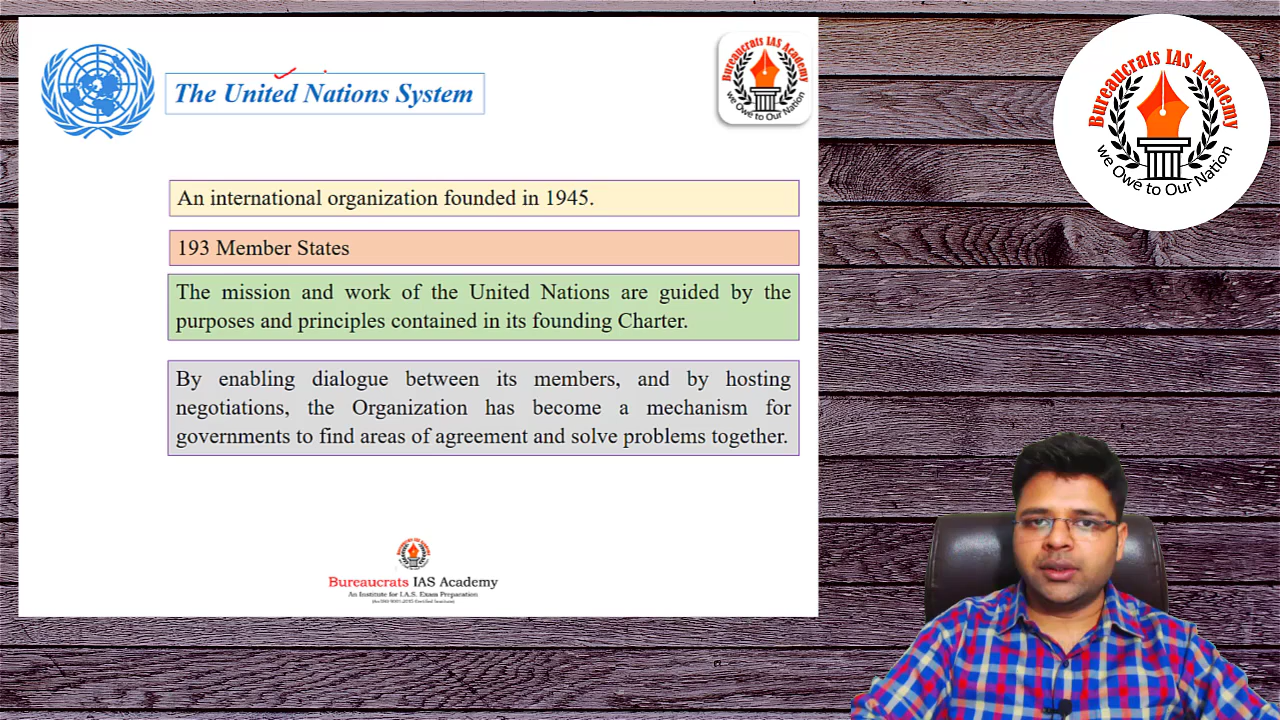 The United Nations System
Bureaucrats IAS Academy
we Owe to Our Nation
Bureaucrats IAS Academy
we Owe to Our Nation
An international organization founded in 1945.
193 Member States
The mission and work of the United Nations are guided by the
purposes and principles contained in its founding Charter.
By enabling dialogue between its members, and by hosting
negotiations, the Organization has become a mechanism for
governments to find areas of agreement and solve problems together.
Bureaucrats IAS Academy
An Institute for I.A.S. Exam Preparation